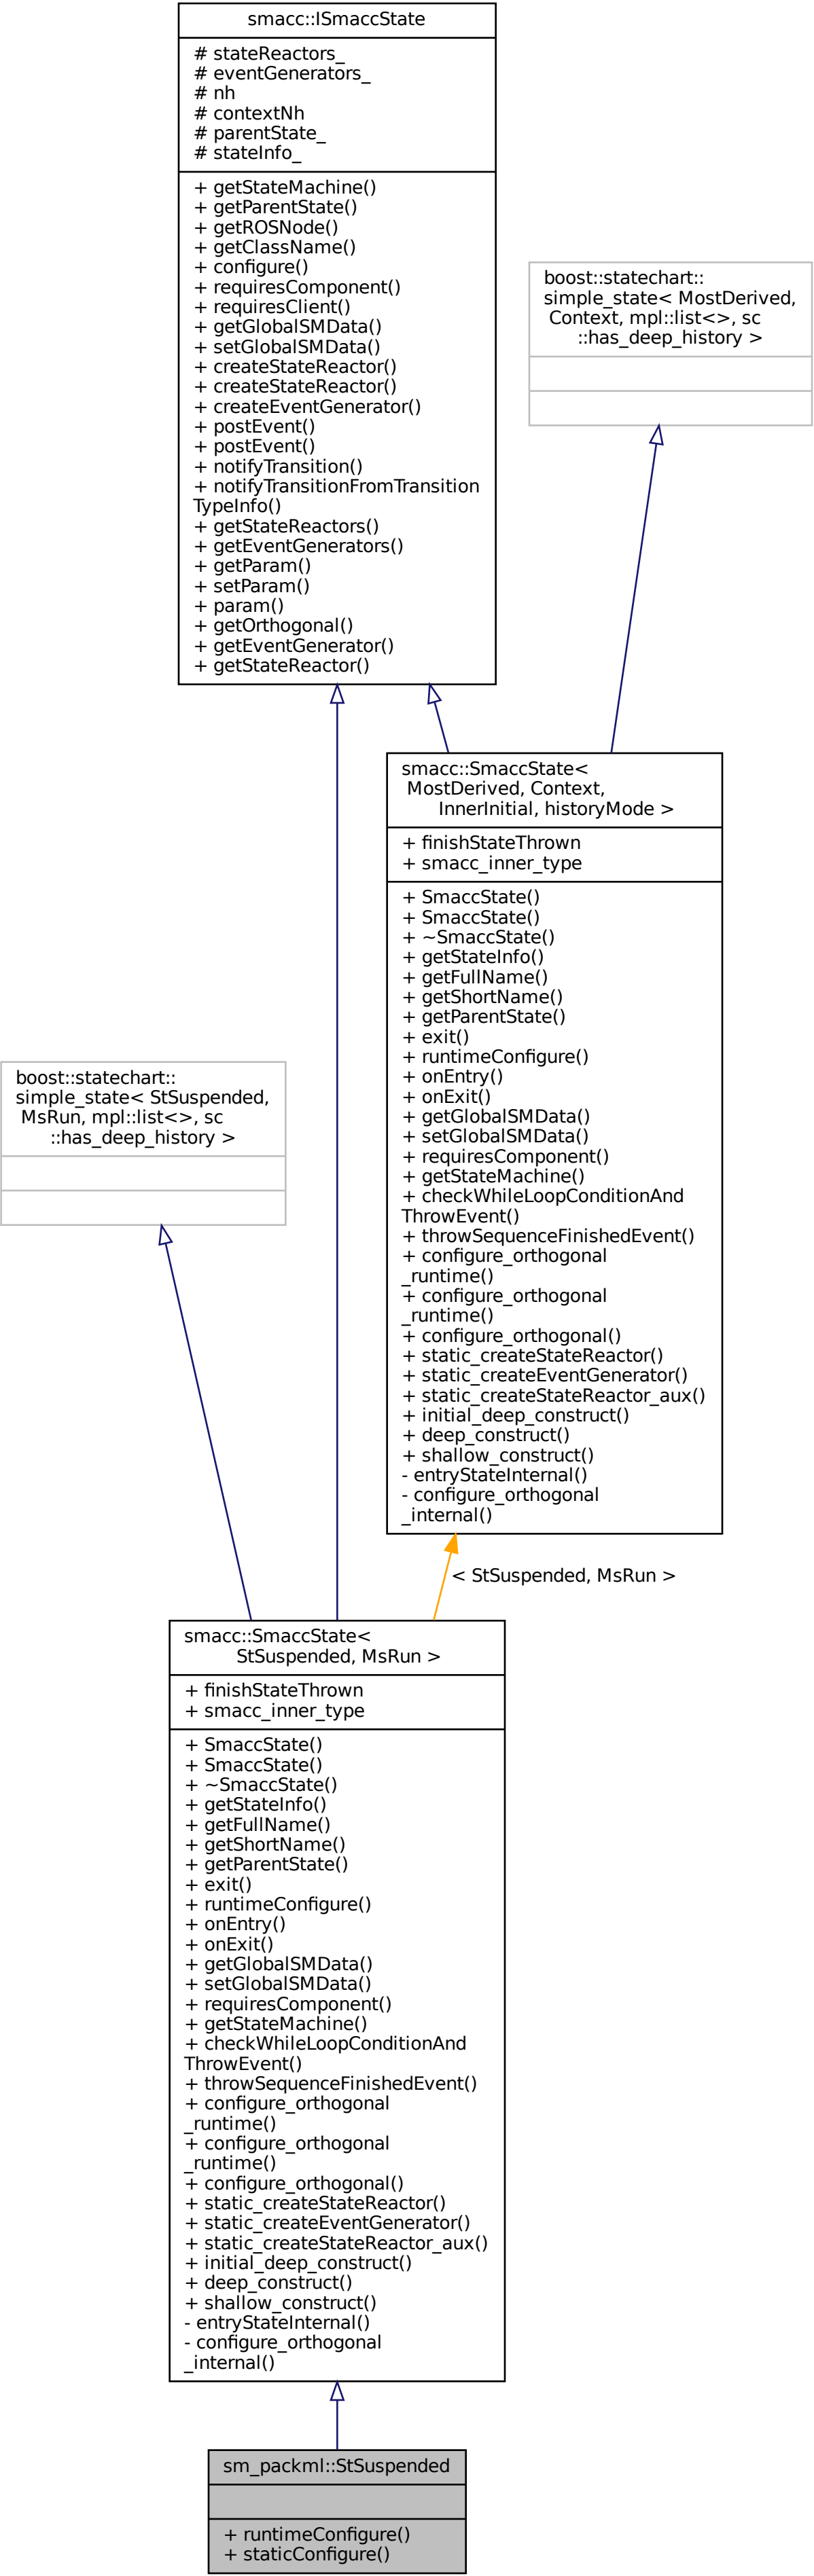 smacc::ISmaccState
# stateReactors_
# eventGenerators_
# nh
# contextNh
# parentState_
# stateInfo_
+ getStateMachine()
+ getParentState()
+ getROSNode()
+ getClassName()
+ configure()
+ requiresComponent()
+ requiresClient()
+ getGlobalSMData()
+ setGlobalSMData()
+ createStateReactor()
+ createStateReactor()
+ createEventGenerator()
+ postEvent()
+ postEvent()
+ notifyTransition()
+ notifyTransitionFromTransition
TypeInfo()
+ getStateReactors()
+ getEventGenerators()
+ getParam()
+ setParam()
+ param()
+ getOrthogonal()
+ getEventGenerator()
+ getStateReactor()
boost::statechart::
simple_state< MostDerived,
Context, mpl::list<>, sc
::has_deep_history >
smacc::SmaccState<
MostDerived, Context,
InnerInitial, historyMode >
+ finishStateThrown
+ smacc_inner_type
+ SmaccState()
+ SmaccState()
+ ~SmaccState()
+ getStateInfo()
+ getFullName()
+ getShortName()
+ getParentState()
+ exit()
+ runtimeConfigure()
+ onEntry()
+ onExit()
+ getGlobalSMData()
+ setGlobalSMData()
+ requiresComponent()
+ getStateMachine()
+ checkWhileLoopConditionAnd
ThrowEvent()
+ throwSequenceFinishedEvent()
+ configure_orthogonal
_runtime()
+ configure_orthogonal
_runtime()
+ configure_orthogonal()
+ static_createStateReactor()
+ static_createEventGenerator()
+ static_createStateReactor_aux()
+ initial_deep_construct()
+ deep_construct()
+ shallow_construct()
- entryStateInternal()
- configure_orthogonal
_internal()
boost::statechart::
simple_state< StSuspended,
MsRun, mpl::list<>, sc
::has_deep_history >
< StSuspended, MsRun >
smacc::SmaccState<
StSuspended, MsRun >
+ finishStateThrown
+ smacc_inner_type
+ SmaccState()
+ SmaccState()
+ ~SmaccState()
+ getStateInfo()
+ getFullName()
+ getShortName()
+ getParentState()
+ exit()
+ runtimeConfigure()
+ onEntry()
+ onExit()
+ getGlobalSMData()
+ setGlobalSMData()
+ requiresComponent()
+ getStateMachine()
+ checkWhileLoopConditionAnd
ThrowEvent()
+ throwSequenceFinishedEvent()
+ configure_orthogonal
_runtime()
+ configure_orthogonal
_runtime()
+ configure_orthogonal()
+ static_createStateReactor()
+ static_createEventGenerator()
+ static_createStateReactor_aux()
+ initial_deep_construct()
+ deep_construct()
+ shallow_construct()
- entryStateInternal()
- configure_orthogonal
_internal()
sm_packml::StSuspended
+ runtimeConfigure()
+ staticConfigure()